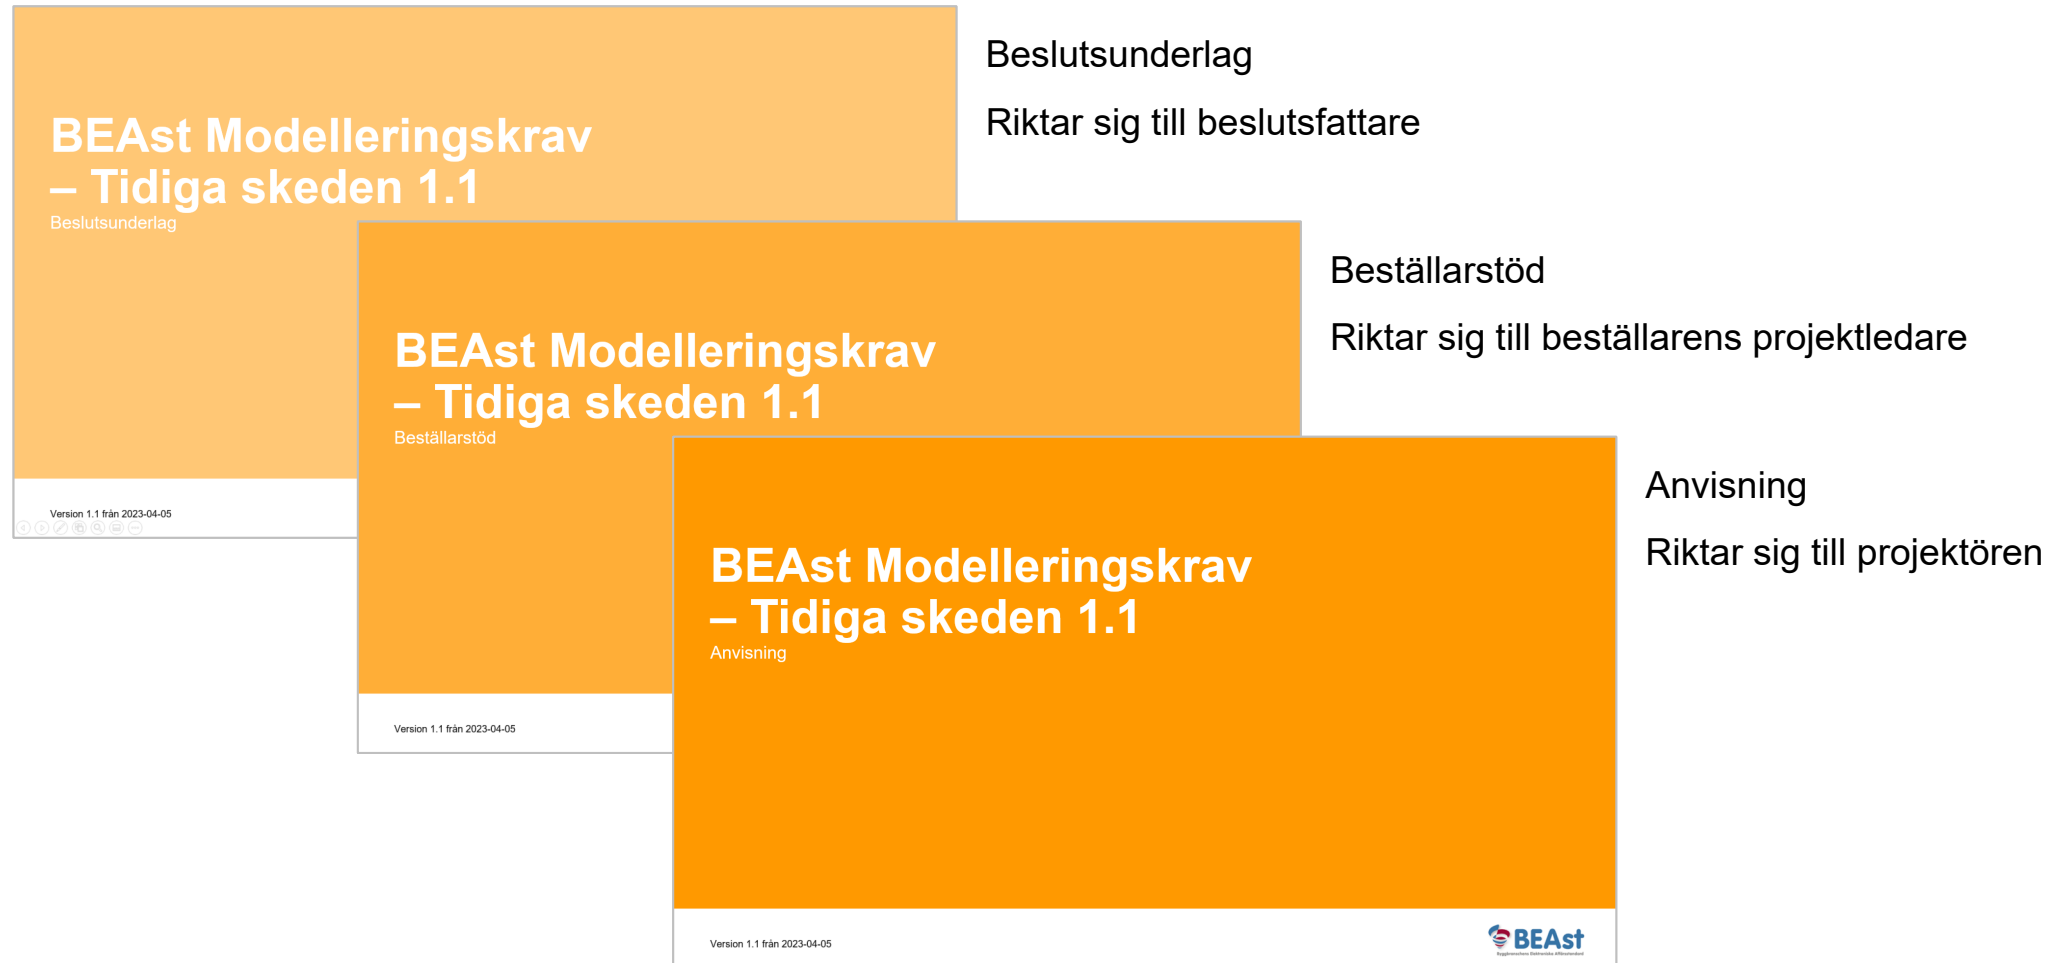 BEAst Modelleringskrav
– Tidiga skeden 1.1
Beslutsunderlag
Version 1.1 från 2023-04-05
Beslutsunderlag
Riktar sig till beslutsfattare
BEAst Modelleringskrav
– Tidiga skeden 1.1
Beställarstöd
Version 1.1 från 2023-04-05
Beställarstöd
Riktar sig till beställarens projektledare
BEAst Modelleringskrav
– Tidiga skeden 1.1
Anvisning
Version 1.1 från 2023-04-05
BEAst
Byggbranschens Elektroniska Affärsstandard
Anvisning
Riktar sig till projektören